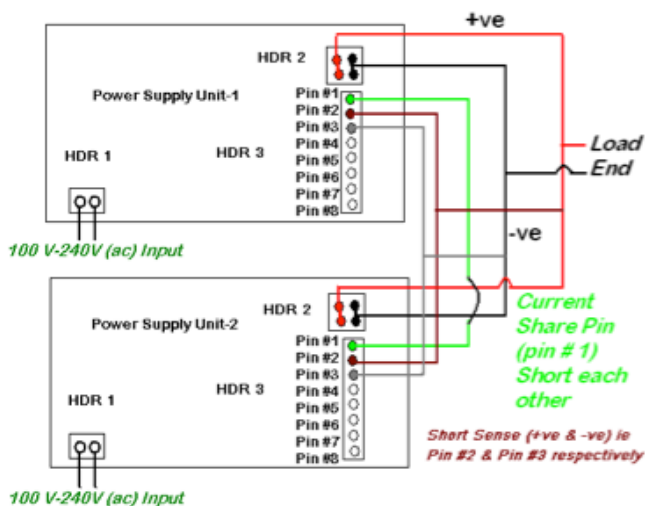 +ve
HDR 2
Power Supply Unit-1
Pin #1
Pin #2
Pin #3
Pin #4
Pin #5
Pin #6
Pin #7
Pin #8
HDR 1
HDR 3
Load
End
100 V-240V (ac) Input
-ve
HDR 2
Power Supply Unit-2
Pin #1
Pin #2
Pin #3
Pin #4
Pin #5
Pin #6
Pin #7
Pin #8
HDR 1
HDR 3
Current
Share Pin
(pin # 1)
Short each
other
Short Sense (+ve & -ve) ie
Pin #2 & Pin #3 respectively
100 V-240V (ac) Input